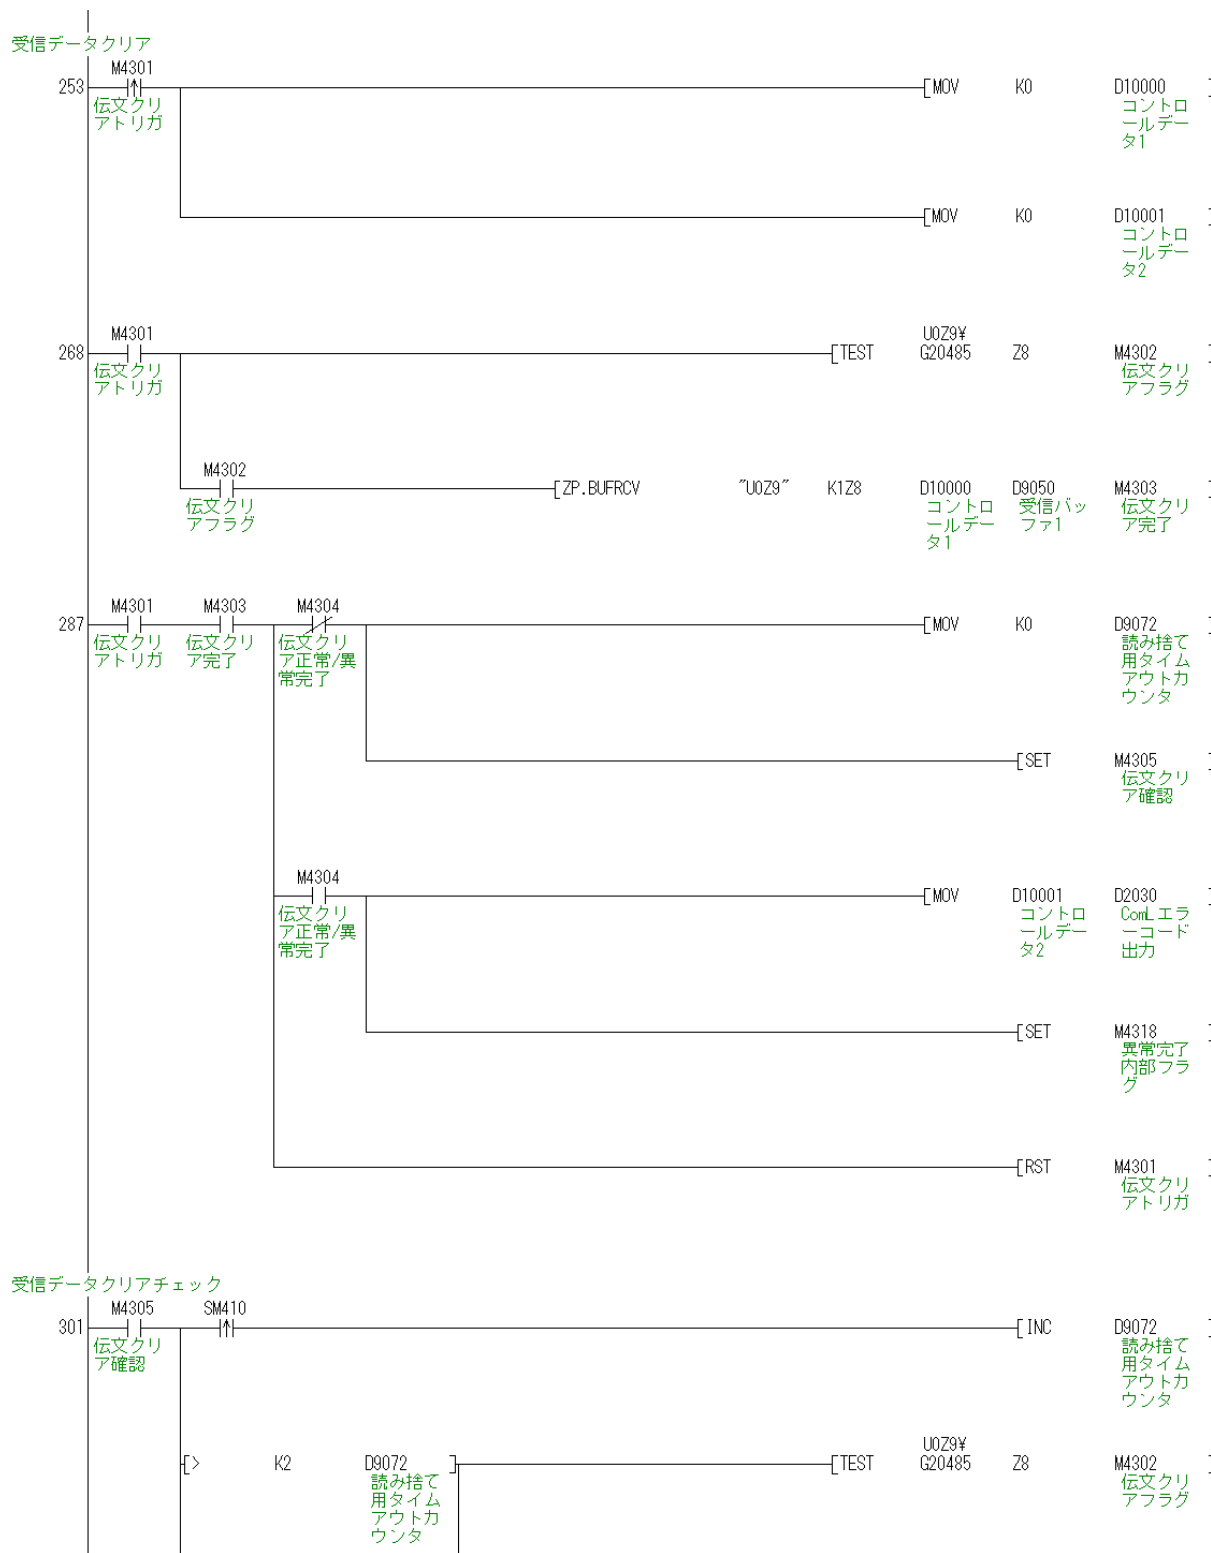 受信データクリア
M4301
253
[MOV K0 D10000 ]
伝文クリ
アトリガ
コントロ
ールデー
タ1
[MOV K0 D10001 ]
コントロ
ールデー
タ2
M4301
U0Z9¥
268
[TEST G20485 Z8 M4302 ]
伝文クリ
アトリガ
伝文クリ
アフラグ
M4302
[ZP.BUFRCV "U0Z9" K1Z8 D10000 D9050 M4303 ]
伝文クリ
アフラグ
コントロ
ールデー
タ1
受信バッ
ファ1
伝文クリ
ア完了
M4301 M4303 M4304
287
[MOV K0 D9072 ]
伝文クリ
アトリガ
伝文クリ
ア完了
伝文クリ
ア正常/異
常完了
読み捨て
用タイム
アウトカ
ウンタ
[SET M4305 ]
伝文クリ
ア確認
M4304
[MOV D10001 D2030 ]
伝文クリ
ア正常/異
常完了
コントロ
ールデー
タ2
ComLエラ
ーコード
出力
[SET M4318 ]
異常完了
内部フラ
グ
[RST M4301 ]
伝文クリ
アトリガ
受信データクリアチェック
M4305 SM410
301
[INC D9072 ]
伝文クリ
ア確認
読み捨て
用タイム
アウトカ
ウンタ
U0Z9¥
[> K2 D9072 ] [TEST G20485 Z8 M4302 ]
読み捨て
用タイム
アウトカ
ウンタ
伝文クリ
アフラグ